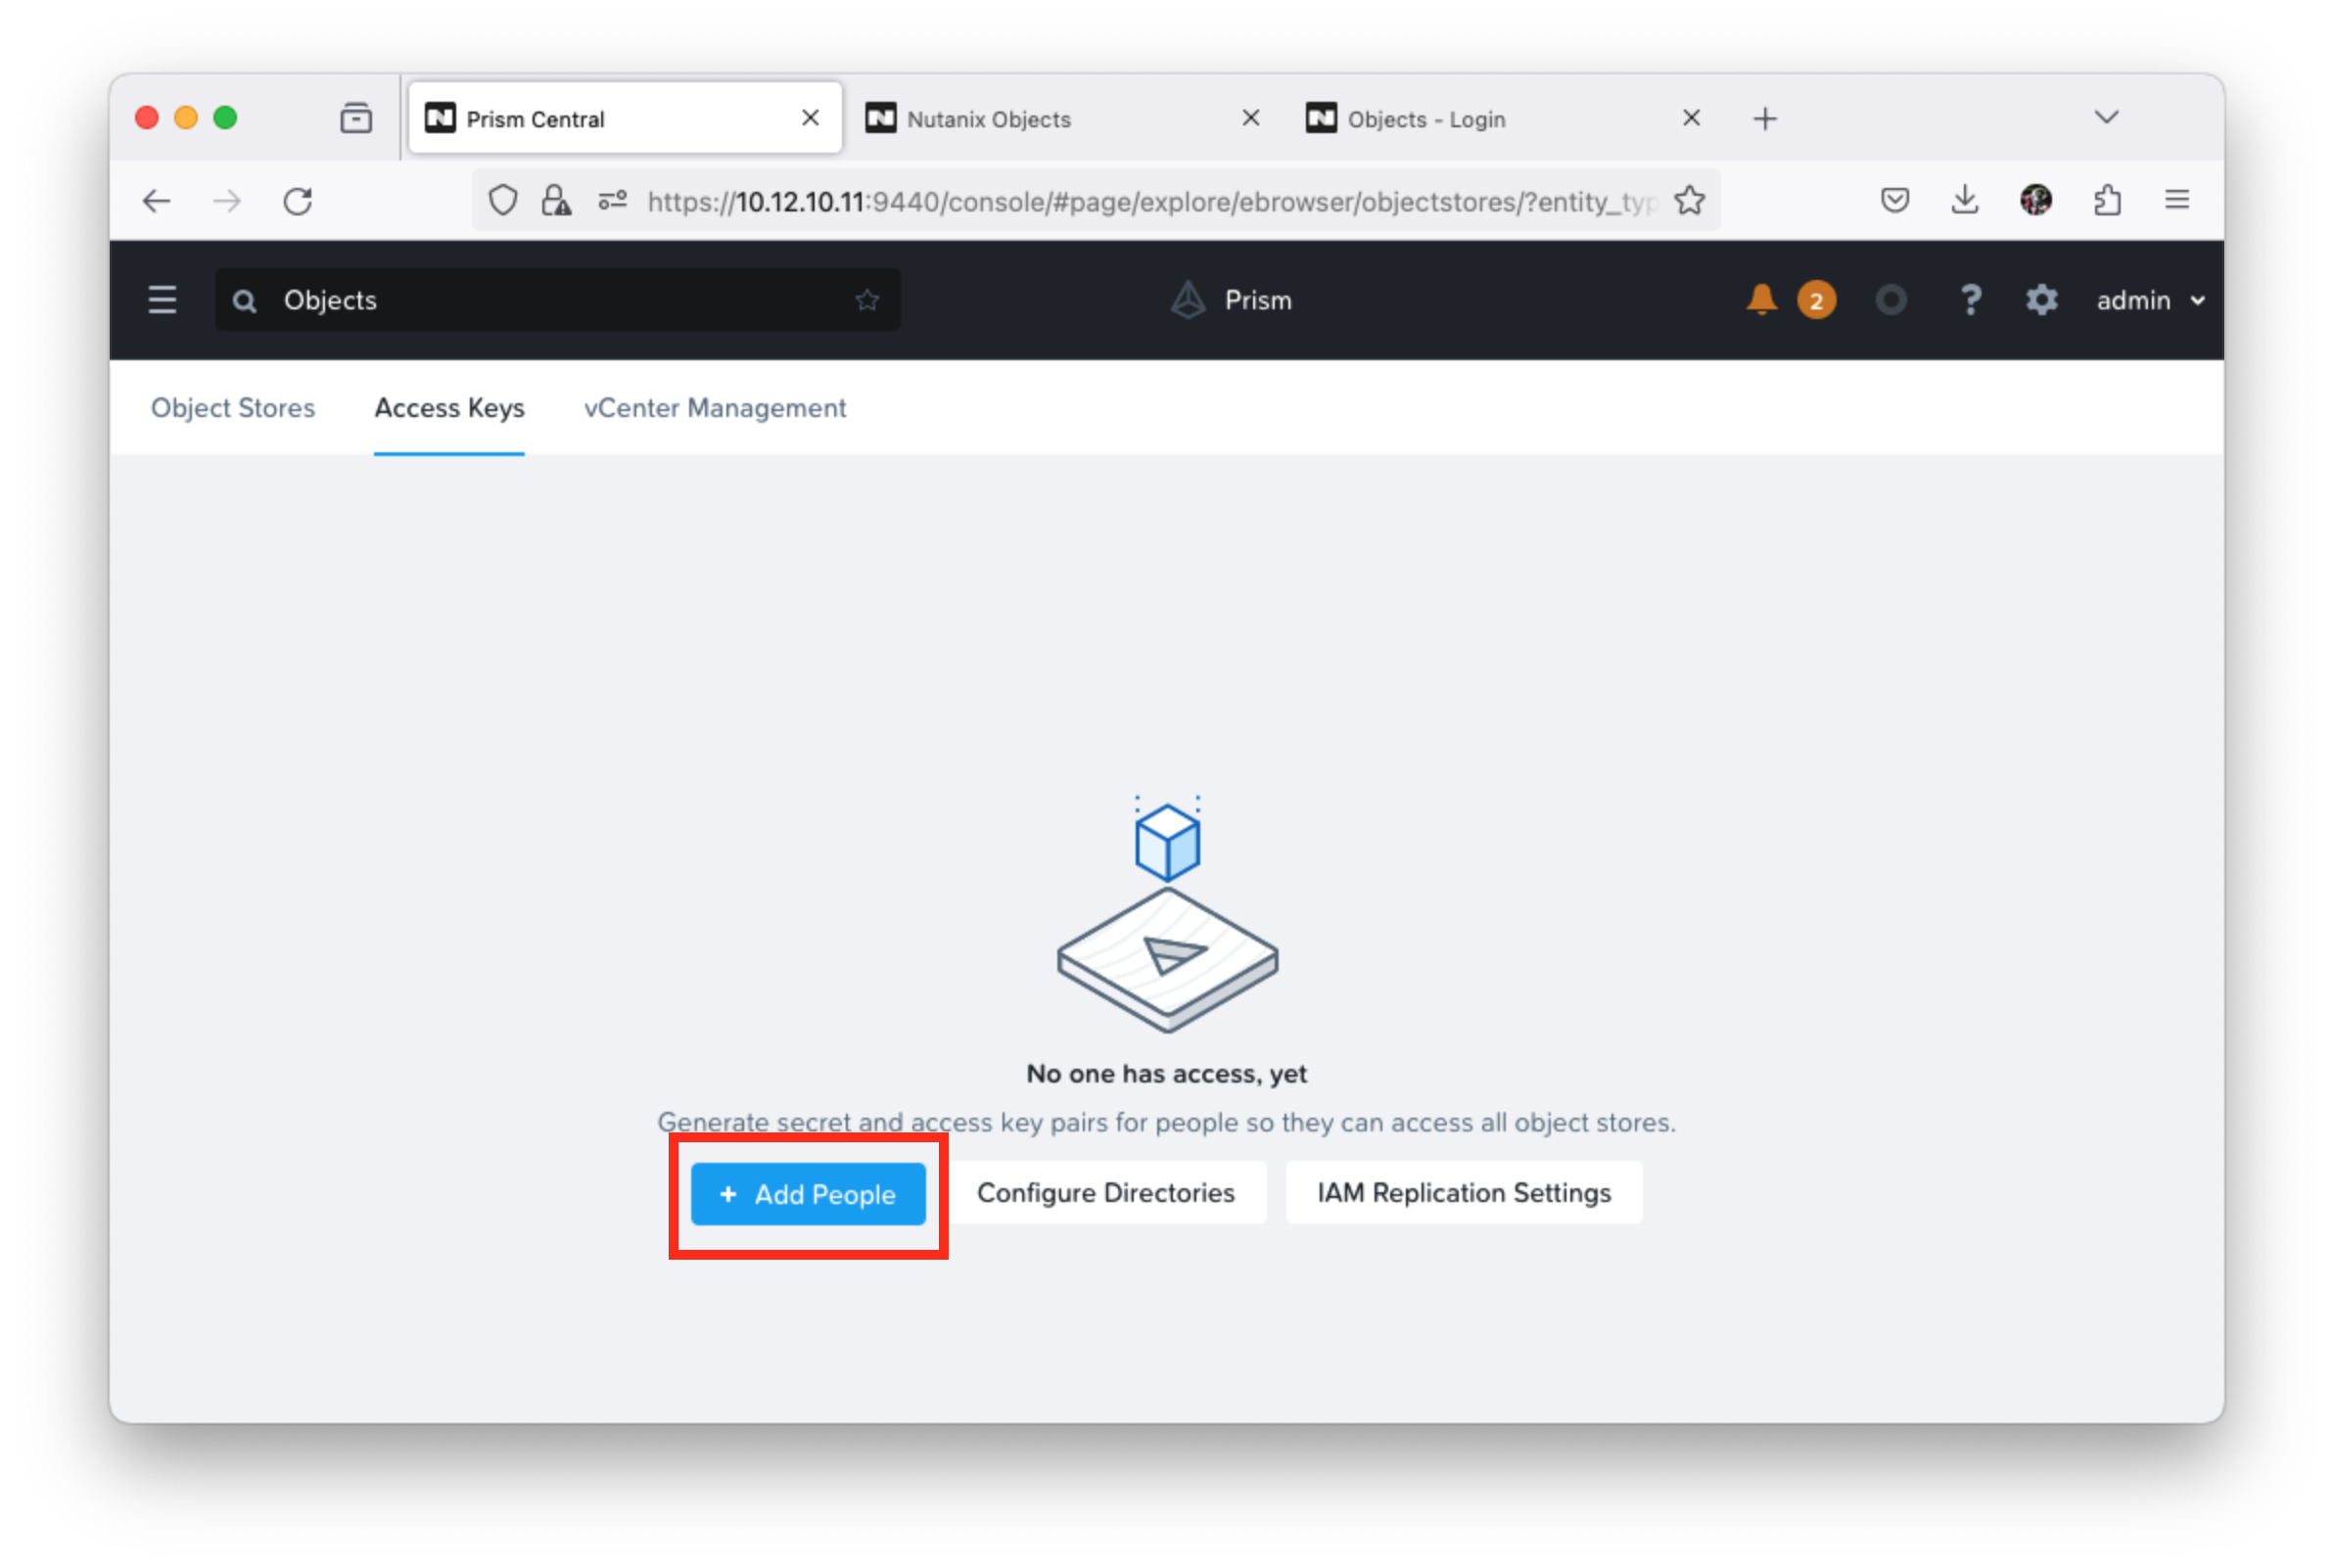 Prism Central
Nutanix Objects
Objects - Login
https://10.12.10.11:9440/console/#page/explore/ebrowser/objectstores/?entity_typ
Objects
Prism
2
?
admin
Object Stores
Access Keys
vCenter Management
No one has access, yet
Generate secret and access key pairs for people so they can access all object stores.
+ Add People
Configure Directories
IAM Replication Settings